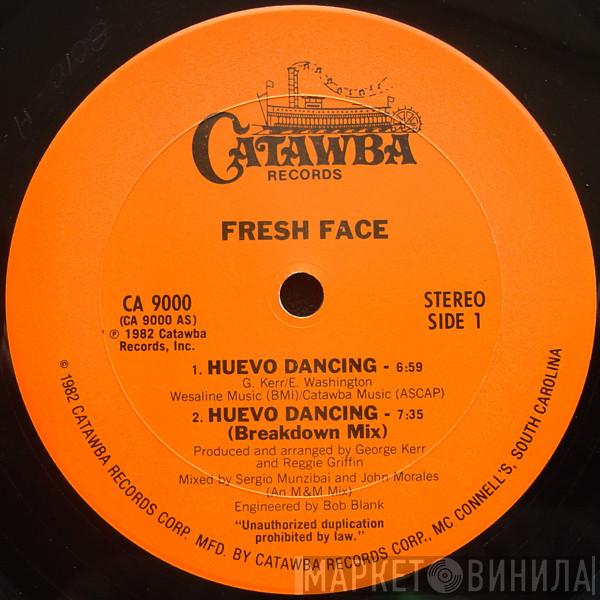 CATAWBA
RECORDS
FRESH FACE
CA 9000
(CA 9000 AS)
℗ 1982 Catawba
Records, Inc.
STEREO
SIDE 1
1. HUEVO DANCING - 6:59
G. Kerr/E. Washington
Wesaline Music (BMI)/Catawba Music (ASCAP)
2. HUEVO DANCING - 7:35
(Breakdown Mix)
Produced and arranged by George Kerr
and Reggie Griffin
Mixed by Sergio Munzibai and John Morales
(An M&M Mix)
Engineered by Bob Blank
"Unauthorized duplication
prohibited by law."
© 1982 CATAWBA RECORDS CORP. MFD. BY CATAWBA RECORDS CORP., MC CONNELL'S, SOUTH CAROLINA
МАРКЕТ ВИНИЛА